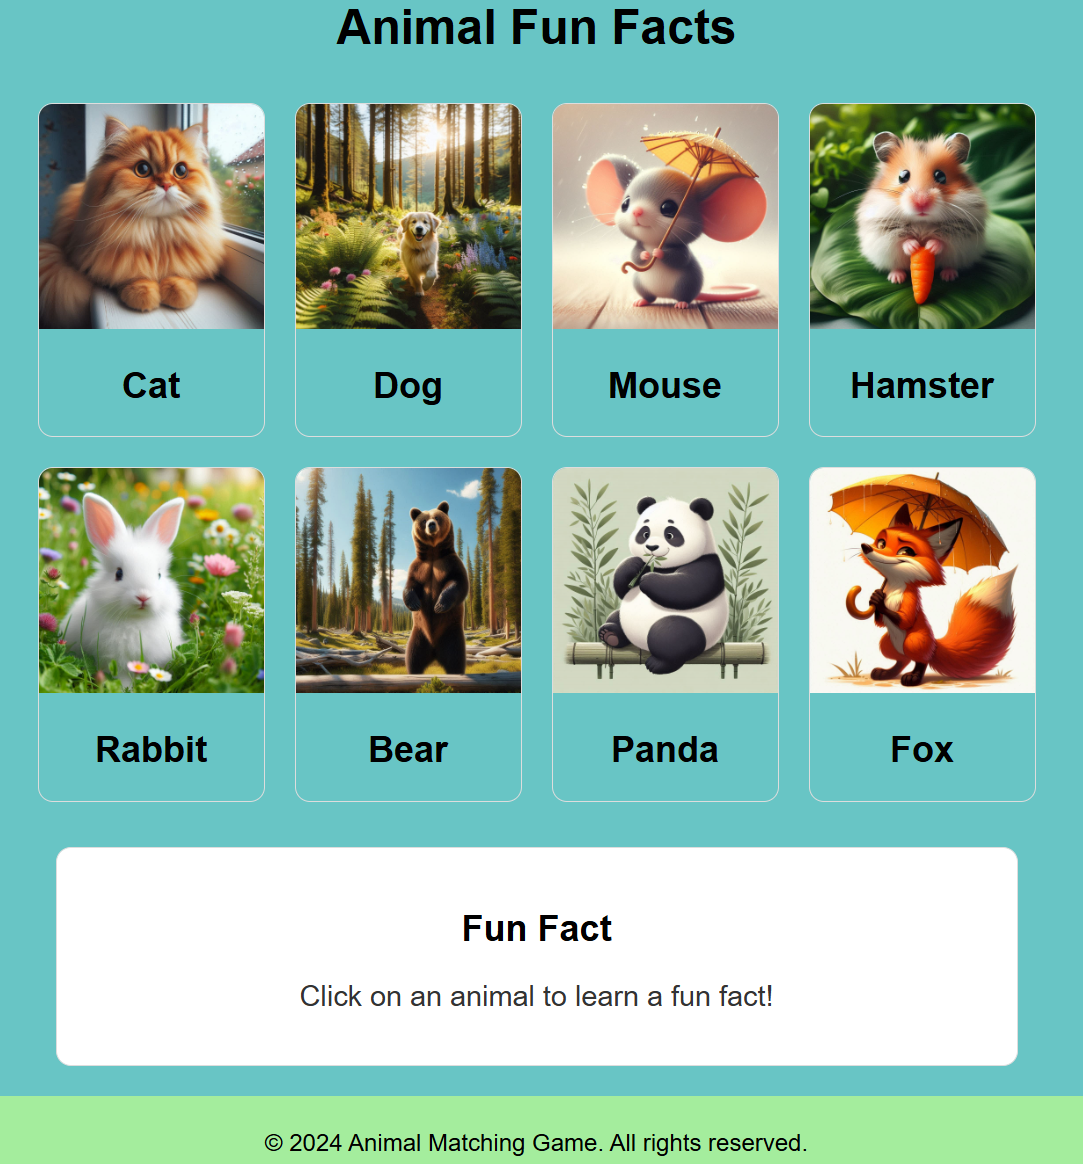 Animal Fun Facts
Cat
Dog
Mouse
Hamster
Rabbit
Bear
Panda
Fox
Fun Fact
Click on an animal to learn a fun fact!
© 2024 Animal Matching Game. All rights reserved.